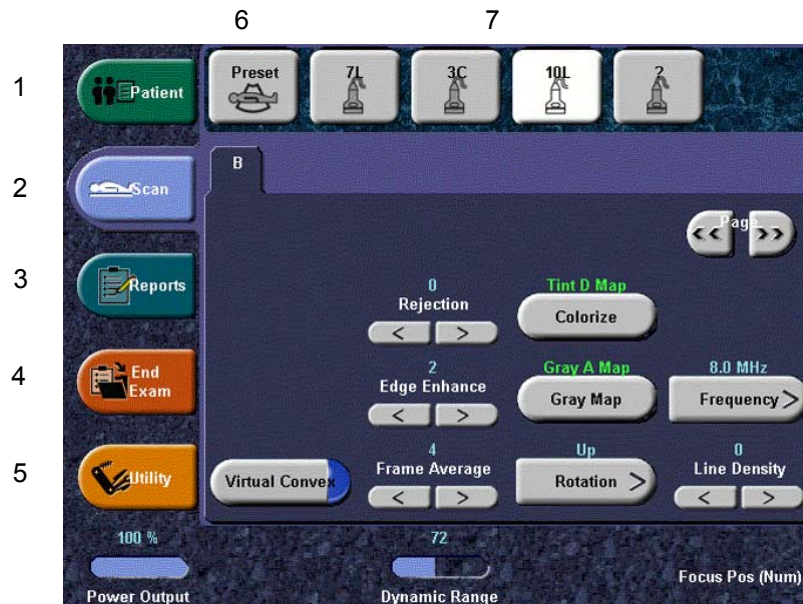 6 7
1
Patient
Preset 7L 3C 10L ?
2
Scan
B
<< Page >>
3
Reports
0
Rejection
< >
Tint D Map
Colorize
4
End
Exam
2
Edge Enhance
< >
Gray A Map
Gray Map
8.0 MHz
Frequency >
5
Utility
Virtual Convex
4
Frame Average
< >
Up
Rotation >
0
Line Density
< >
100 %
Power Output
72
Dynamic Range
Focus Pos (Num)